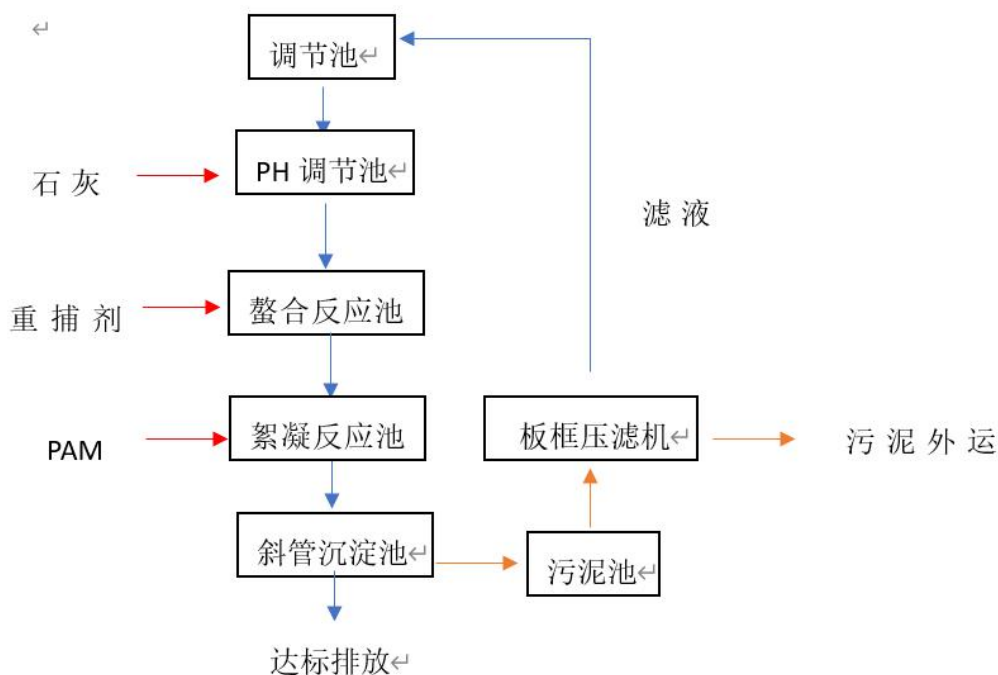 调节池
PH 调节池
石 灰
滤 液
螯合反应池
重 捕 剂
絮凝反应池
PAM
板框压滤机
污 泥 外 运
斜管沉淀池
污泥池
达标排放